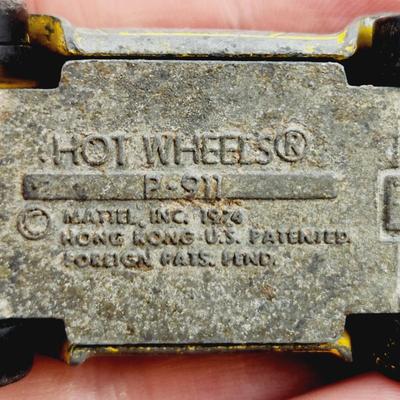 HOT WHEELS®
P-911
© MATTEL, INC. 1974
HONG KONG U.S. PATENTED.
FOREIGN PATS. PEND.